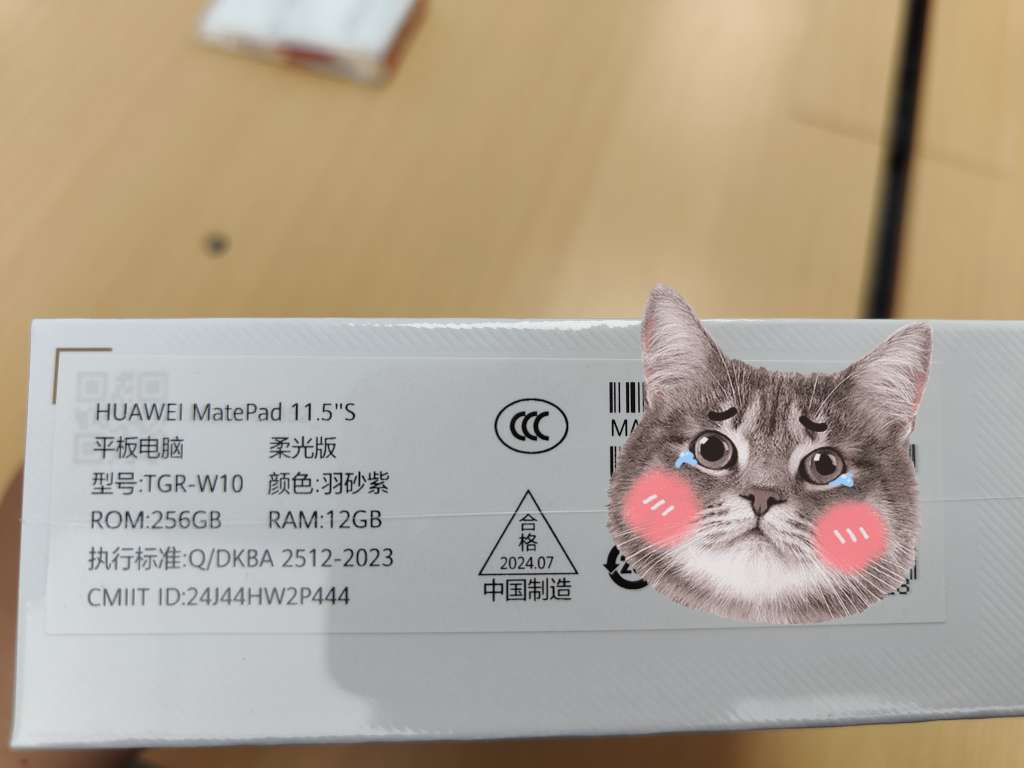 HUAWEI MatePad 11.5"S
平板电脑 柔光版
型号:TGR-W10 颜色:羽砂紫
ROM:256GB RAM:12GB
执行标准:Q/DKBA 2512-2023
CMIIT ID:24J44HW2P444
CCC
合格
2024.07
中国制造